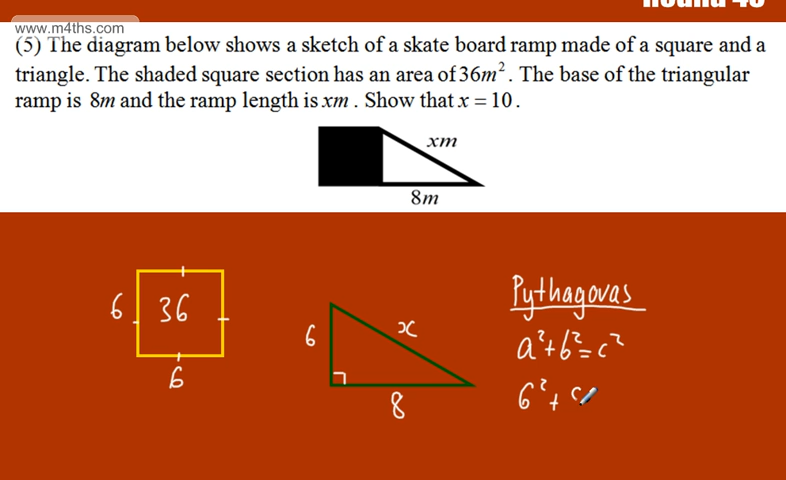 Round 40
www.m4ths.com
(5) The diagram below shows a sketch of a skate board ramp made of a square and a
triangle. The shaded square section has an area of 36m². The base of the triangular
ramp is 8m and the ramp length is xm. Show that x = 10.
xm
8m
6
36
6
6
x
8
Pythagoras
a²+b²=c²
6²+